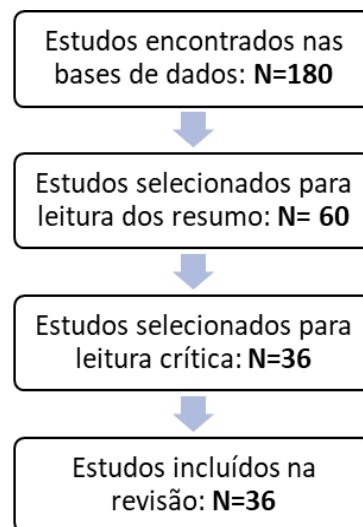 Estudos encontrados nas
bases de dados: N=180
Estudos selecionados para
leitura dos resumo: N= 60
Estudos selecionados para
leitura crítica: N=36
Estudos incluídos na
revisão: N=36